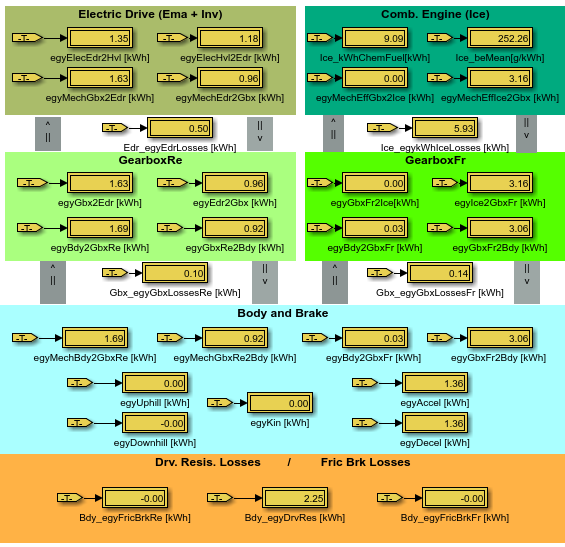 Electric Drive (Ema + Inv)
Comb. Engine (Ice)
-T- 1.35 -T- 1.18 -T- 9.09 -T- 252.26
egyElecEdr2Hvl [kWh] egyElecHvl2Edr [kWh] Ice_kWhChemFuel[kWh] Ice_beMean[g/kWh]
-T- 1.63 -T- 0.96 -T- 0.00 -T- 3.16
egyMechGbx2Edr [kWh] egyMechEdr2Gbx [kWh] egyMechEffGbx2Ice [kWh] egyMechEffIce2Gbx [kWh]
^ || -T- 0.50 || v ^ || -T- 5.93 || v
Edr_egyEdrLosses [kWh] Ice_egykWhIceLosses [kWh]
GearboxRe GearboxFr
-T- 1.63 -T- 0.96 -T- 0.00 -T- 3.16
egyGbx2Edr [kWh] egyEdr2Gbx [kWh] egyGbxFr2Ice[kWh] egyIce2GbxFr [kWh]
-T- 1.69 -T- 0.92 -T- 0.03 -T- 3.06
egyBdy2GbxRe [kWh] egyGbxRe2Bdy [kWh] egyBdy2GbxFr [kWh] egyGbxFr2Bdy [kWh]
^ || -T- 0.10 || v ^ || -T- 0.14 || v
Gbx_egyGbxLossesRe [kWh] Gbx_egyGbxLossesFr [kWh]
Body and Brake
-T- 1.69 -T- 0.92 -T- 0.03 -T- 3.06
egyMechBdy2GbxRe [kWh] egyMechGbxRe2Bdy [kWh] egyBdy2GbxFr [kWh] egyGbxFr2Bdy [kWh]
-T- 0.00 -T- 1.36
egyUphill [kWh] egyAccel [kWh]
-T- 0.00
egyKin [kWh]
-T- -0.00 -T- 1.36
egyDownhill [kWh] egyDecel [kWh]
Drv. Resis. Losses / Fric Brk Losses
-T- -0.00 -T- 2.25 -T- -0.00
Bdy_egyFricBrkRe [kWh] Bdy_egyDrvRes [kWh] Bdy_egyFricBrkFr [kWh]